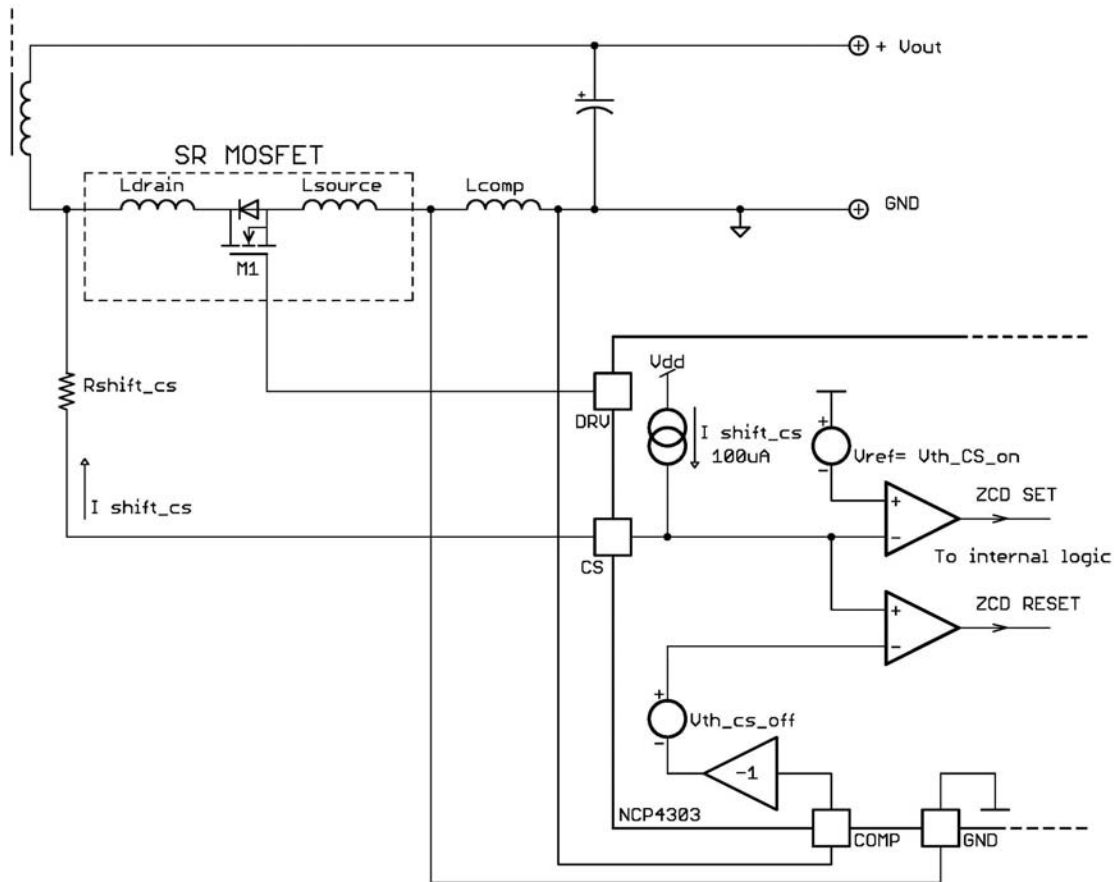 + Vout
+
SR MOSFET
Ldrain
Lsource
Lcomp
GND
M1
Rshift_cs
I shift_cs
DRV
Vdd
I shift_cs
100uA
+
-
Vref= Vth_CS_on
+
-
ZCD SET
CS
To internal logic
+
-
ZCD RESET
+
-
Vth_cs_off
-1
NCP4303
COMP
GND